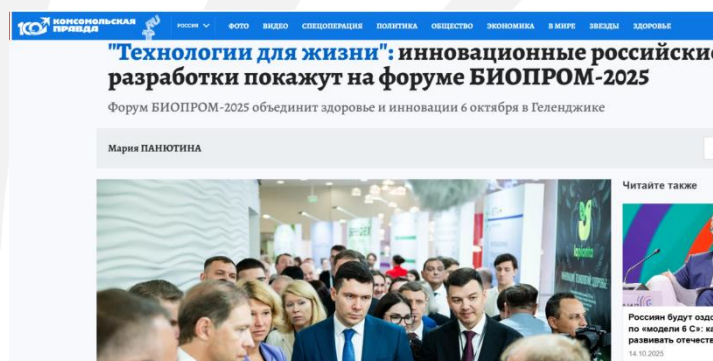 КОМСОМОЛЬСКАЯ
ПРАВДА
РОССИЯ ФОТО ВИДЕО СПЕЦОПЕРАЦИЯ ПОЛИТИКА ОБЩЕСТВО ЭКОНОМИКА В МИРЕ ЗВЕЗДЫ ЗДОРОВЬЕ
"Технологии для жизни": инновационные российские
разработки покажут на форуме БИОПРОМ-2025
Форум БИОПРОМ-2025 объединит здоровье и инновации 6 октября в Геленджике
Мария ПАНЮТИНА
Читайте также
Россиян будут оздо
по «модели 6 С»: ка
развивать отечеств
14.10.2025